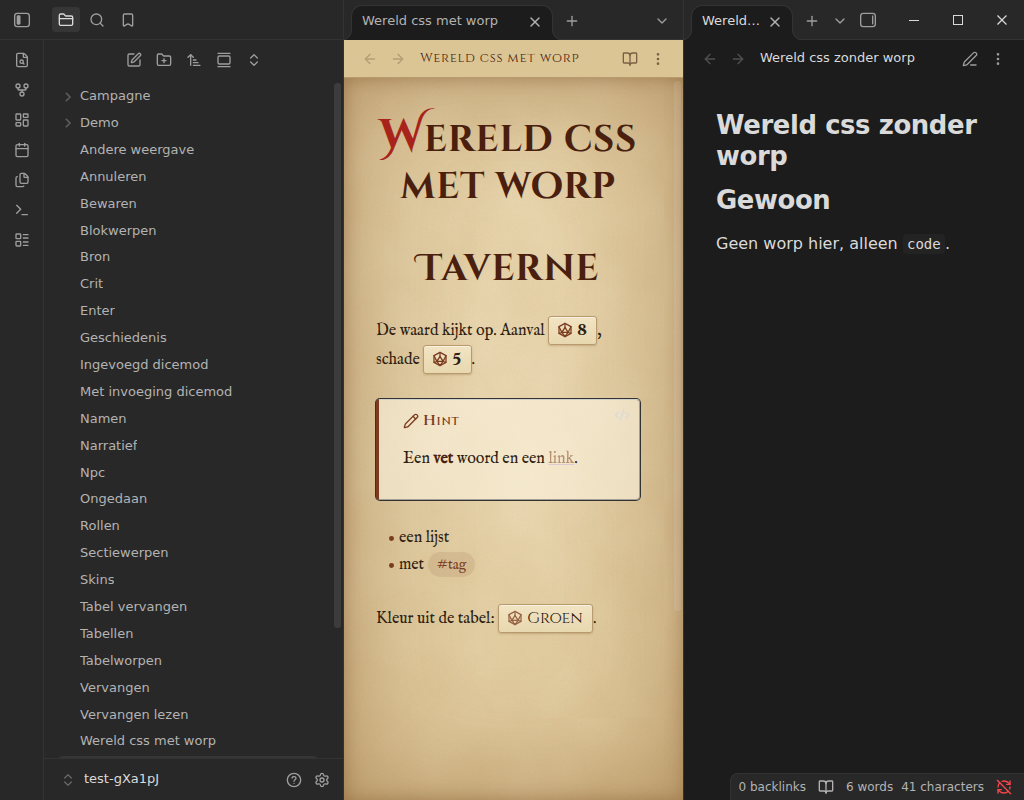 Wereld css met worp
Wereld...
Campagne
Demo
Andere weergave
Annuleren
Bewaren
Blokwerpen
Bron
Crit
Enter
Geschiedenis
Ingevoegd dicemod
Met invoeging dicemod
Namen
Narratief
Npc
Ongedaan
Rollen
Sectiewerpen
Skins
Tabel vervangen
Tabellen
Tabelworpen
Vervangen
Vervangen lezen
Wereld css met worp
test-gXa1pJ
Wereld css met worp
Wereld css
met worp
Taverne
De waard kijkt op. Aanval 8,
schade 5.
Hint
Een vet woord en een link.
• een lijst
• met #tag
Kleur uit de tabel: Groen.
Wereld css zonder worp
Wereld css zonder
worp
Gewoon
Geen worp hier, alleen code.
0 backlinks 6 words 41 characters